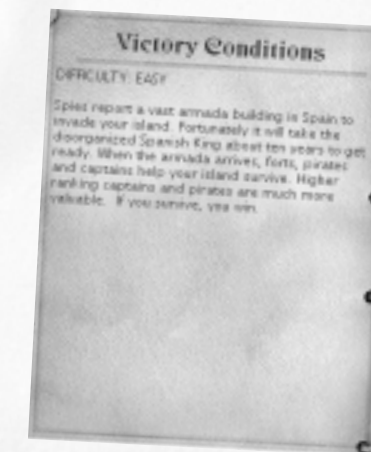 Victory Conditions
DIFFICULTY: EASY
Spies report a vast armada building in Spain to
invade your island. Fortunately it will take the
disorganized Spanish King about ten years to get
ready. When the armada arrives, forts, pirates
and captains help your island survive. Higher
ranking captains and pirates are much more
valuable. If you survive, you win.